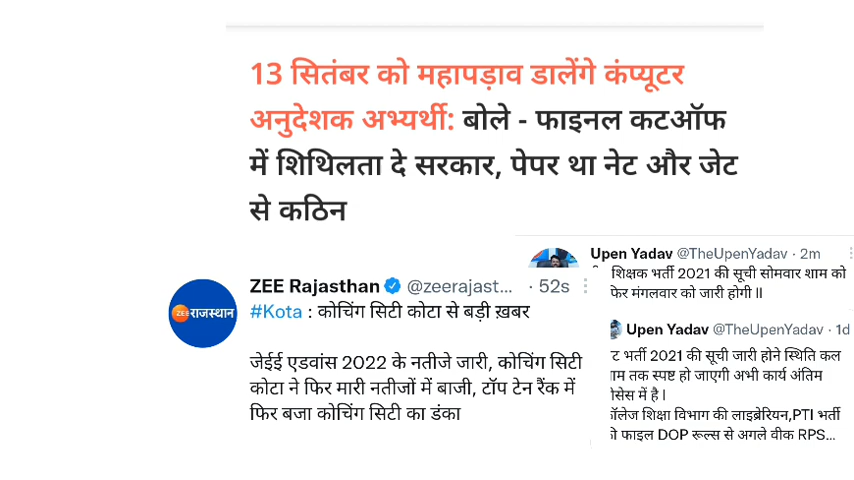 13 सितंबर को महापड़ाव डालेंगे कंप्यूटर
अनुदेशक अभ्यर्थी: बोले - फाइनल कटऑफ
में शिथिलता दे सरकार, पेपर था नेट और जेट
से कठिन
Upen Yadav @TheUpenYadav · 2m
शिक्षक भर्ती 2021 की सूची सोमवार शाम को
फिर मंगलवार को जारी होगी ll
ZEE राजस्थान
ZEE Rajasthan @zeerajast... · 52s
#Kota : कोचिंग सिटी कोटा से बड़ी ख़बर
जेईई एडवांस 2022 के नतीजे जारी, कोचिंग सिटी
कोटा ने फिर मारी नतीजों में बाजी, टॉप टेन रैंक में
फिर बजा कोचिंग सिटी का डंका
Upen Yadav @TheUpenYadav · 1d
भर्ती 2021 की सूची जारी होने स्थिति कल
तक स्पष्ट हो जाएगी अभी कार्य अंतिम
में है l
शिक्षा विभाग की लाइब्रेरियन,PTI भर्ती
फाइल DOP रूल्स से अगले वीक RPS...